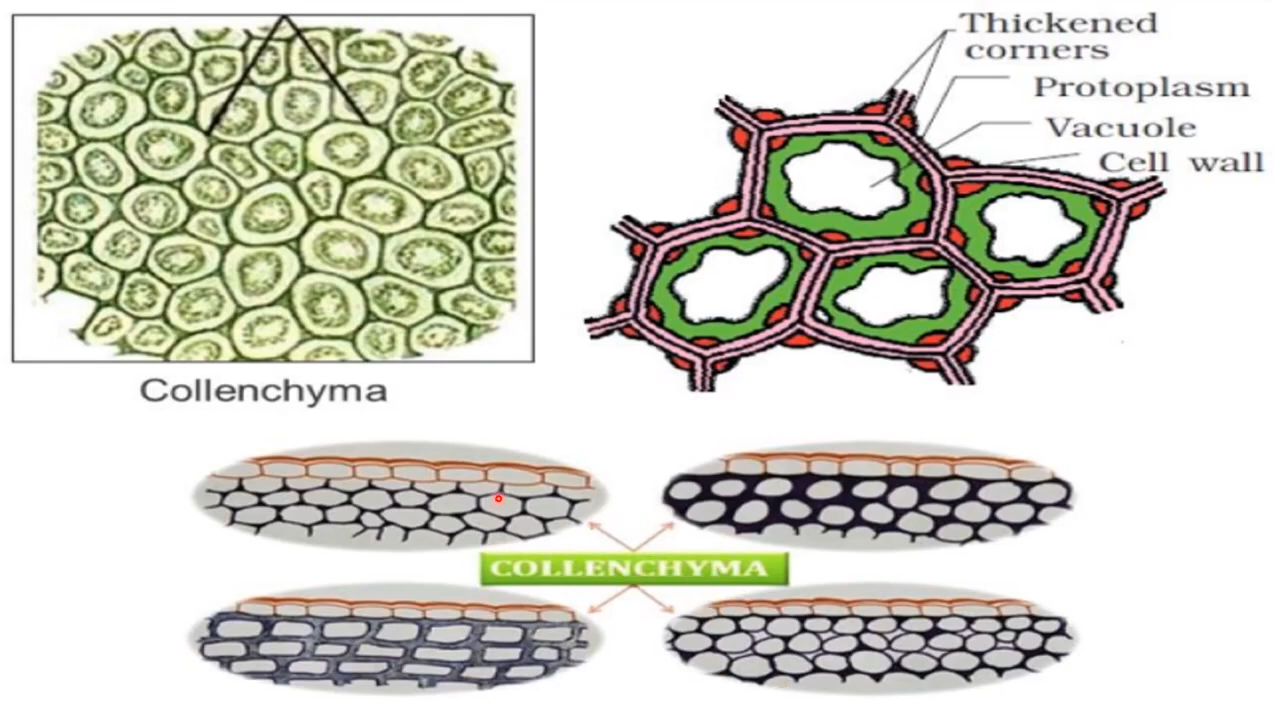 Thickened
corners
Protoplasm
Vacuole
Cell wall
Collenchyma
COLLENCHYMA